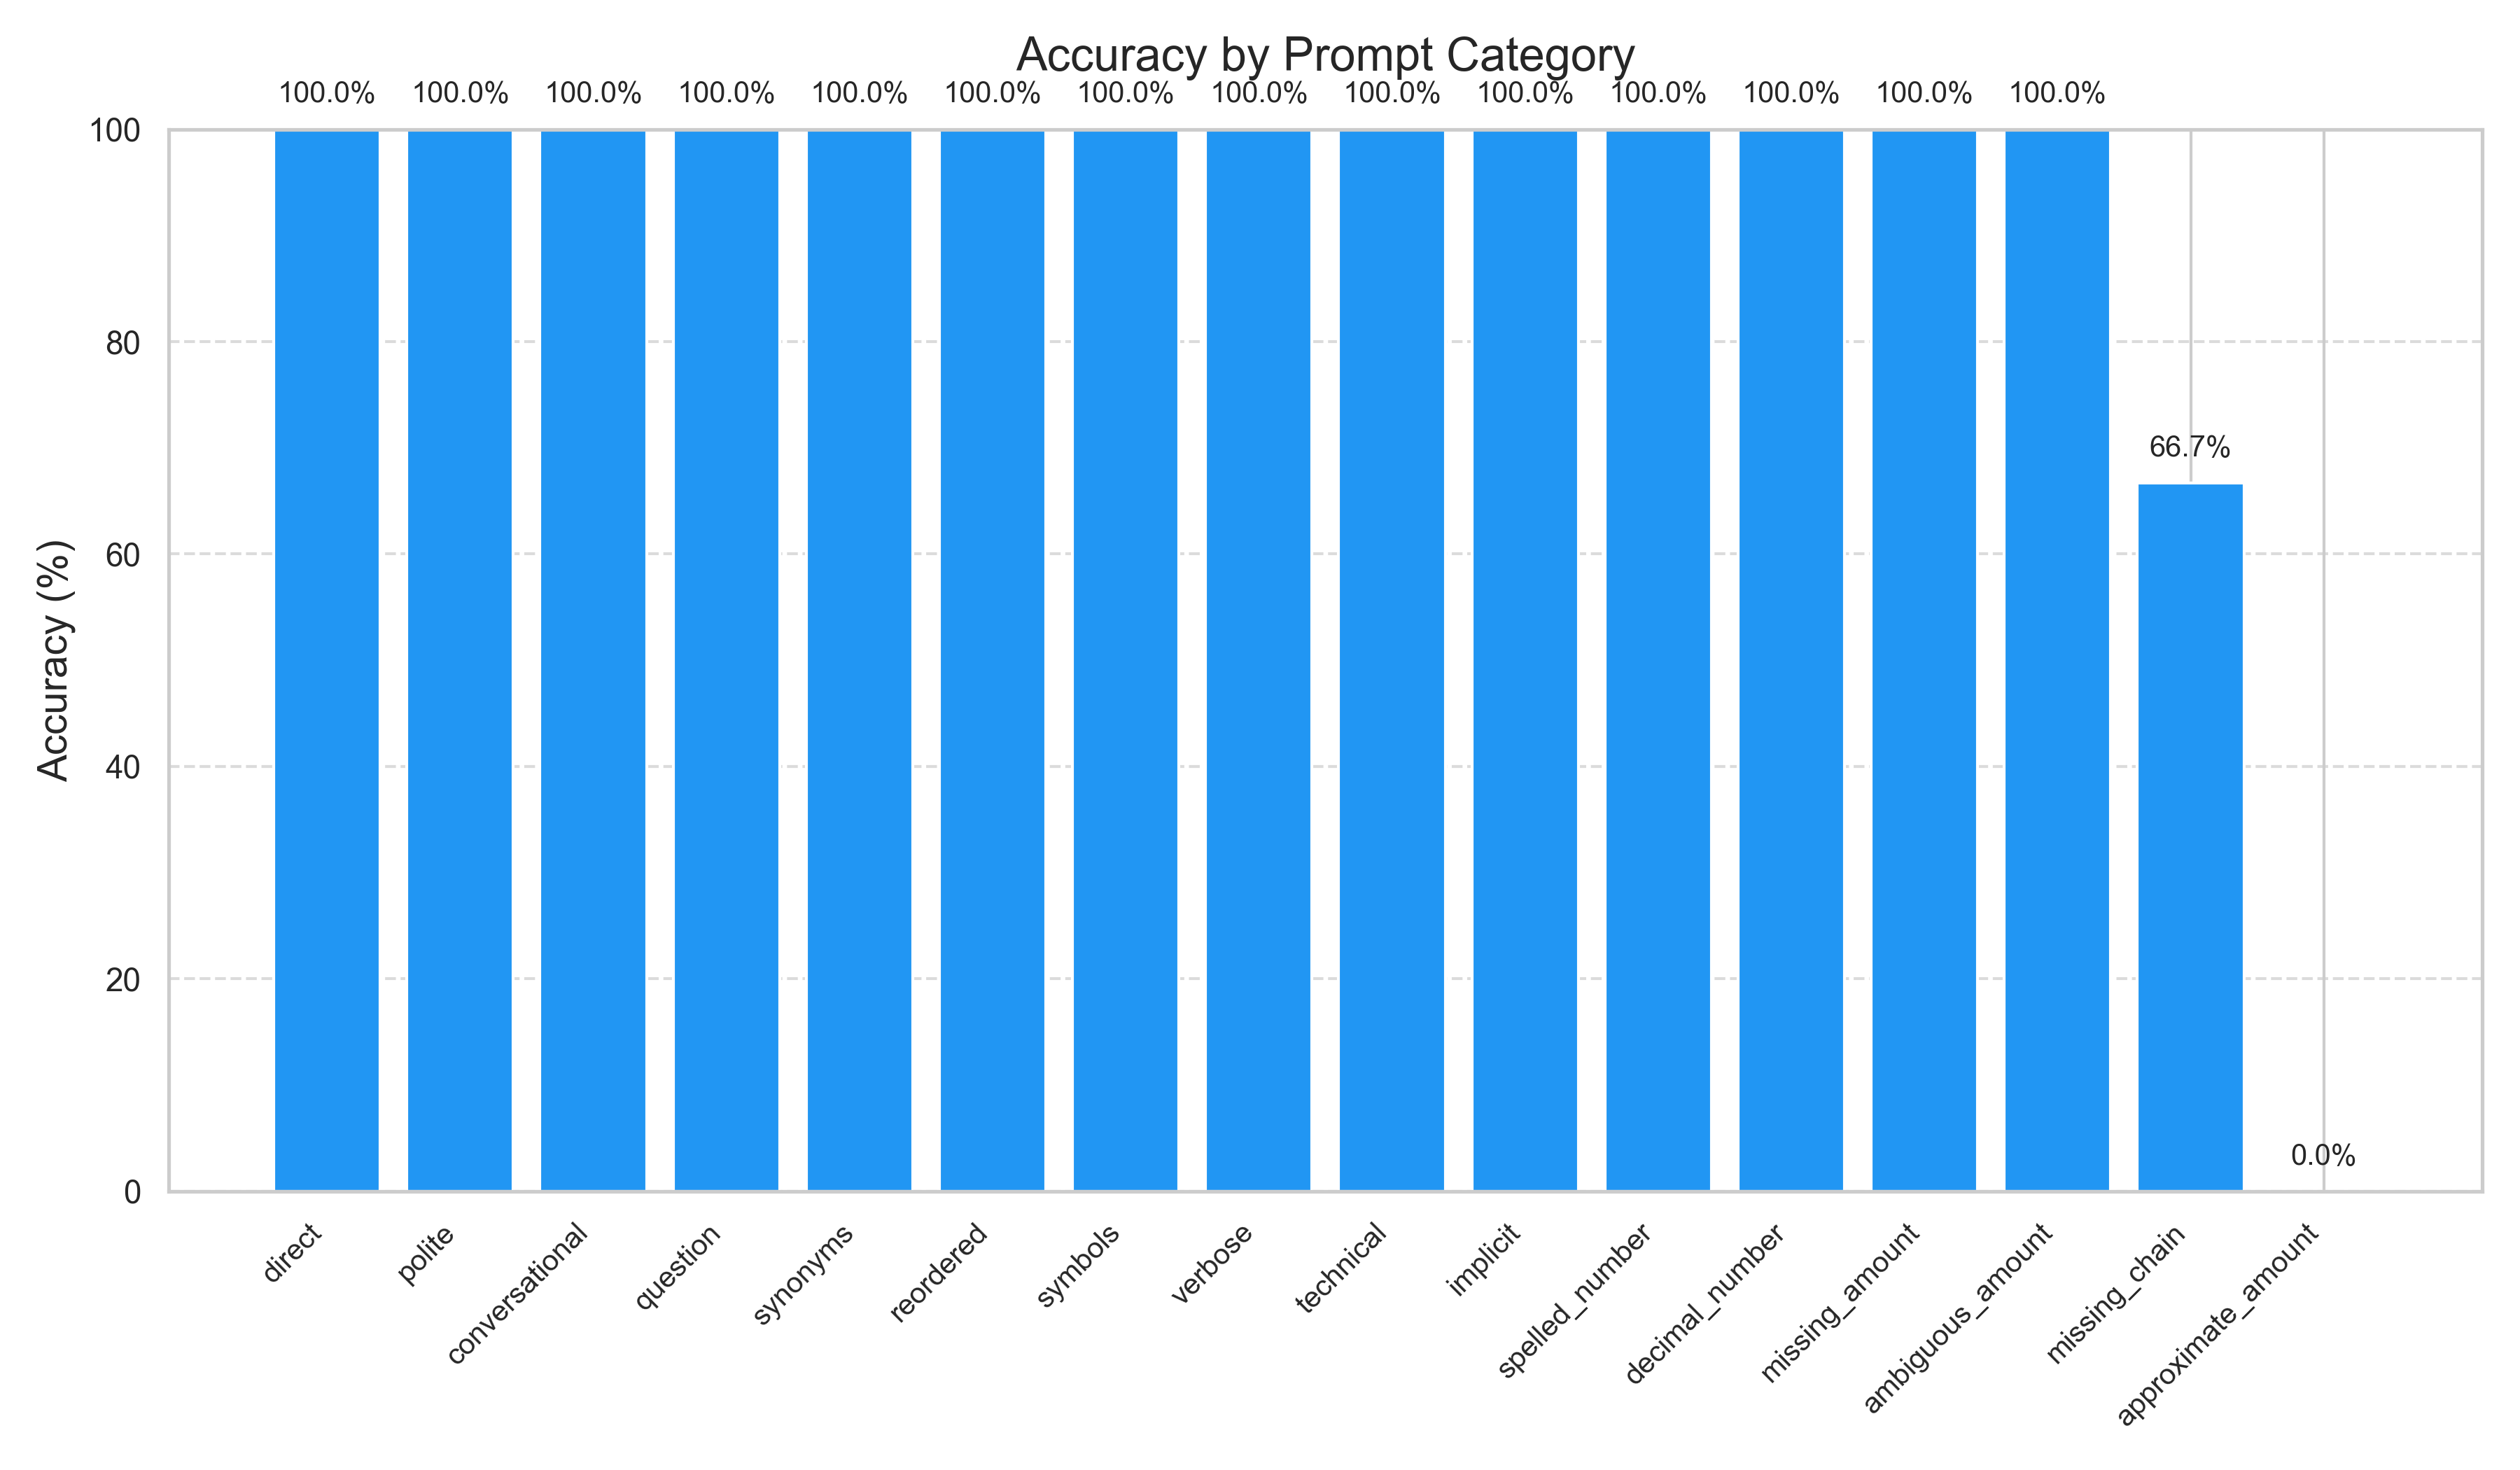 Accuracy by Prompt Category
100.0% 100.0% 100.0% 100.0% 100.0% 100.0% 100.0% 100.0% 100.0% 100.0% 100.0% 100.0% 100.0% 100.0%
100
80
66.7%
60
Accuracy (%)
40
20
0.0%
0
direct
polite
conversational
question
synonyms
reordered
symbols
verbose
technical
implicit
spelled_number
decimal_number
missing_amount
ambiguous_amount
missing_chain
approximate_amount